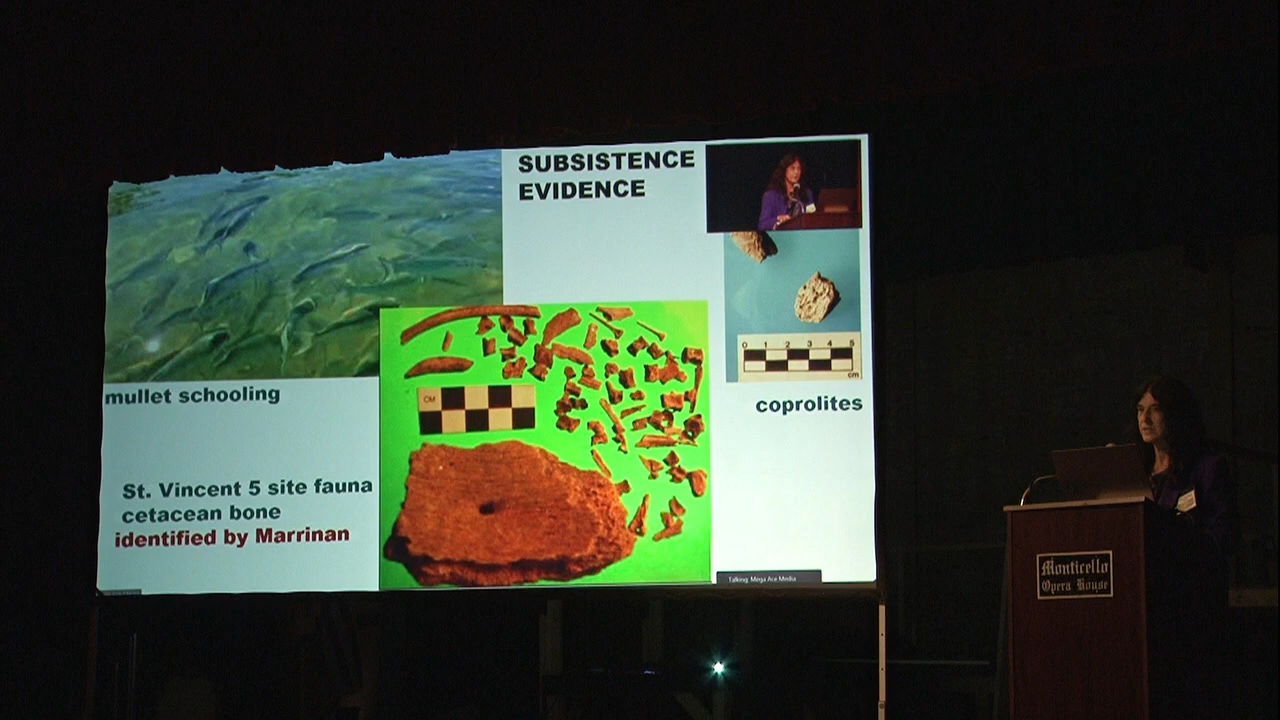 SUBSISTENCE
EVIDENCE
mullet schooling
CM
0 1 2 3 4 5
cm
coprolites
St. Vincent 5 site fauna
cetacean bone
identified by Marrinan
Talking: Mega Ace Media
Monticello
Opera House